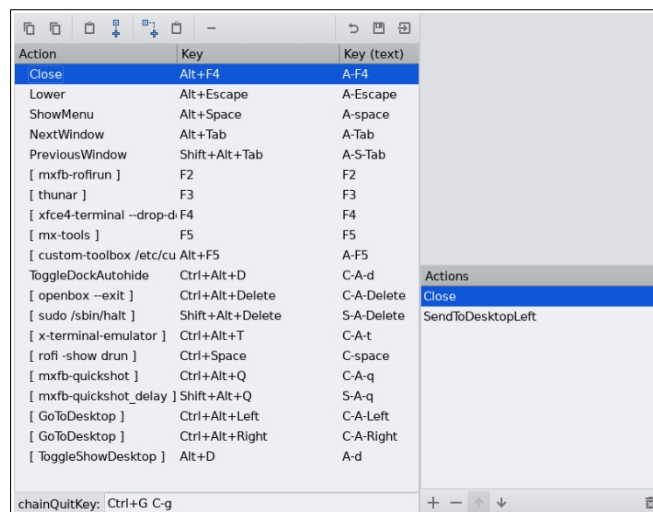 Action Key Key (text)
Close Alt+F4 A-F4
Lower Alt+Escape A-Escape
ShowMenu Alt+Space A-space
NextWindow Alt+Tab A-Tab
PreviousWindow Shift+Alt+Tab A-S-Tab
[ mxfb-rofirun ] F2 F2
[ thunar ] F3 F3
[ xfce4-terminal --drop-d F4 F4
[ mx-tools ] F5 F5
[ custom-toolbox /etc/cu Alt+F5 A-F5
ToggleDockAutohide Ctrl+Alt+D C-A-d
[ openbox --exit ] Ctrl+Alt+Delete C-A-Delete
[ sudo /sbin/halt ] Shift+Alt+Delete S-A-Delete
[ x-terminal-emulator ] Ctrl+Alt+T C-A-t
[ rofi -show drun ] Ctrl+Space C-space
[ mxfb-quickshot ] Ctrl+Alt+Q C-A-q
[ mxfb-quickshot_delay ] Shift+Alt+Q S-A-q
[ GoToDesktop ] Ctrl+Alt+Left C-A-Left
[ GoToDesktop ] Ctrl+Alt+Right C-A-Right
[ ToggleShowDesktop ] Alt+D A-d
chainQuitKey: Ctrl+G C-g
Actions
Close
SendToDesktopLeft